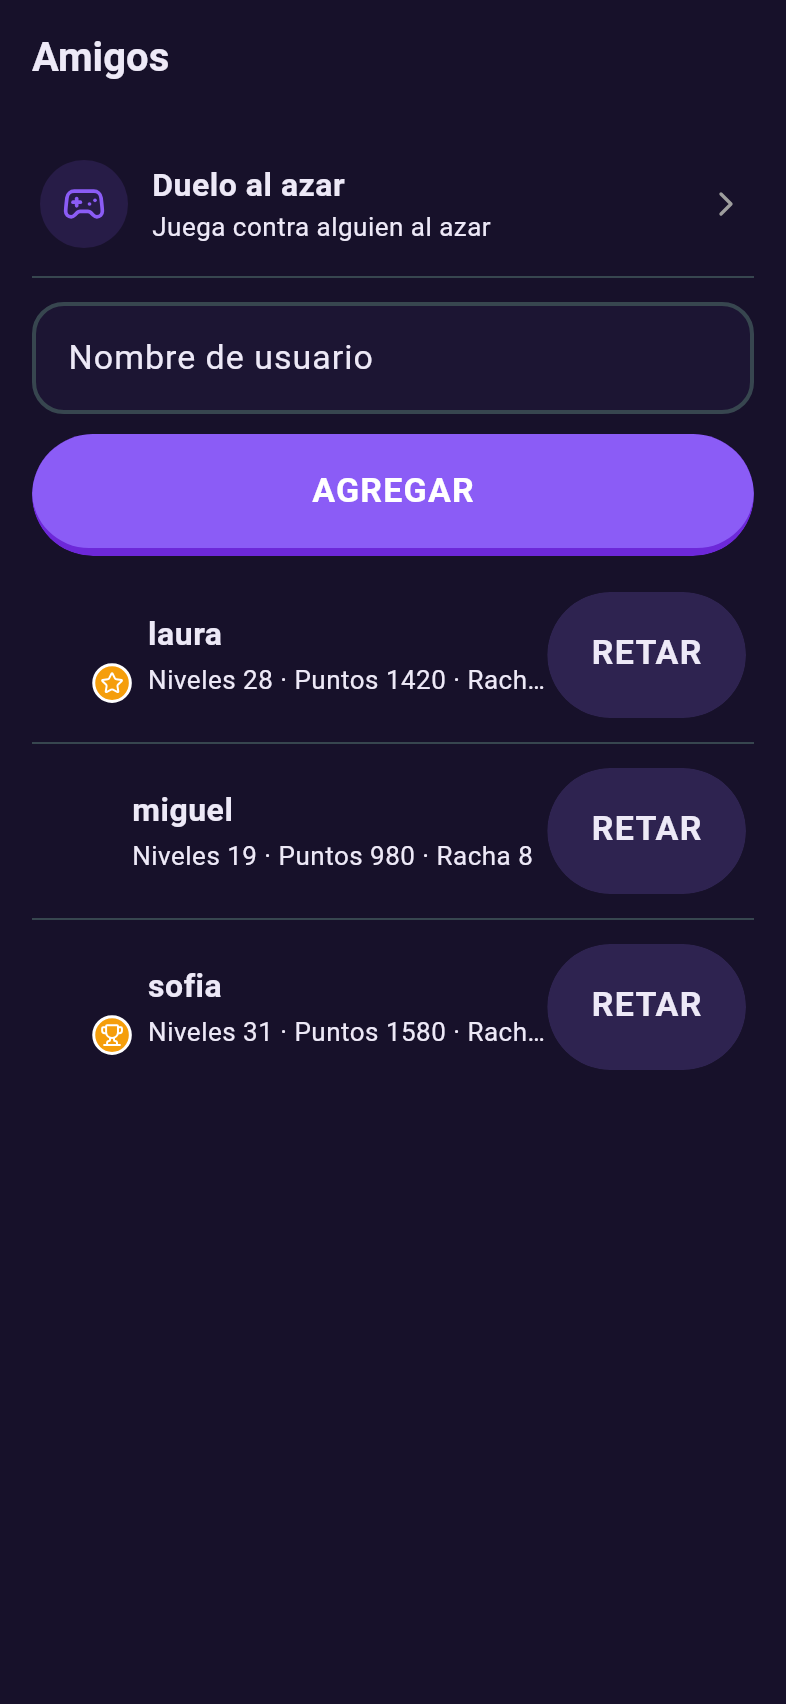 Amigos
Duelo al azar
Juega contra alguien al azar
Nombre de usuario
AGREGAR
laura
Niveles 28 · Puntos 1420 · Rach…
RETAR
miguel
Niveles 19 · Puntos 980 · Racha 8
RETAR
sofia
Niveles 31 · Puntos 1580 · Rach…
RETAR